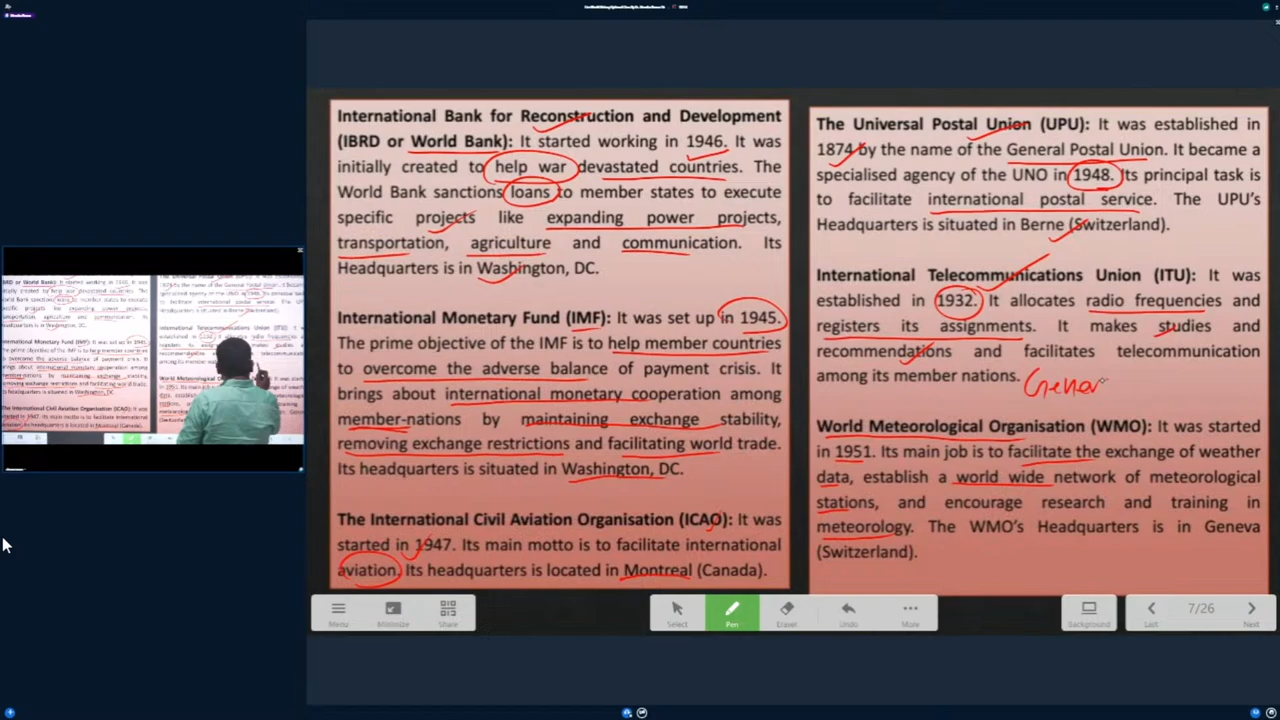 International Bank for Reconstruction and Development
(IBRD or World Bank): It started working in 1946. It was
initially created to help war devastated countries. The
World Bank sanctions loans to member states to execute
specific projects like expanding power projects,
transportation, agriculture and communication. Its
Headquarters is in Washington, DC.
International Monetary Fund (IMF): It was set up in 1945.
The prime objective of the IMF is to help member countries
to overcome the adverse balance of payment crisis. It
brings about international monetary cooperation among
member-nations by maintaining exchange stability,
removing exchange restrictions and facilitating world trade.
Its headquarters is situated in Washington, DC.
The International Civil Aviation Organisation (ICAO): It was
started in 1947. Its main motto is to facilitate international
aviation. Its headquarters is located in Montreal (Canada).
The Universal Postal Union (UPU): It was established in
1874 by the name of the General Postal Union. It became a
specialised agency of the UNO in 1948. Its principal task is
to facilitate international postal service. The UPU's
Headquarters is situated in Berne (Switzerland).
International Telecommunications Union (ITU): It was
established in 1932. It allocates radio frequencies and
registers its assignments. It makes studies and
recommendations and facilitates telecommunication
among its member nations. Genev
World Meteorological Organisation (WMO): It was started
in 1951. Its main job is to facilitate the exchange of weather
data, establish a world wide network of meteorological
stations, and encourage research and training in
meteorology. The WMO's Headquarters is in Geneva
(Switzerland).
Menu Minimize Share Select Pen Eraser Undo More Background Last 7/26 Next